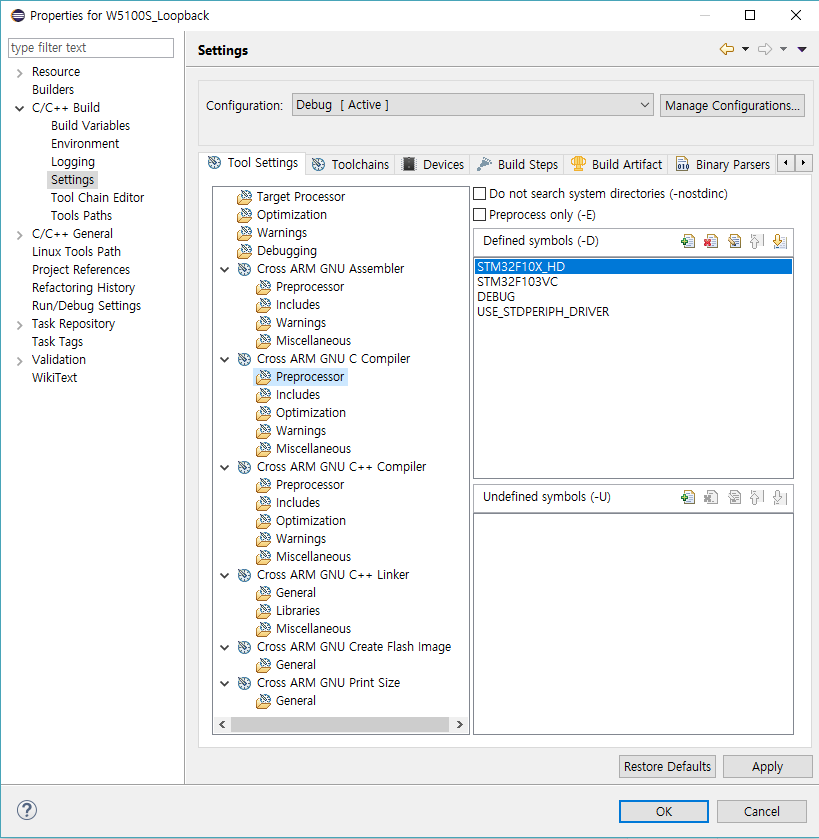 Properties for W5100S_Loopback
type filter text
Resource
Builders
C/C++ Build
Build Variables
Environment
Logging
Settings
Tool Chain Editor
Tools Paths
C/C++ General
Linux Tools Path
Project References
Refactoring History
Run/Debug Settings
Task Repository
Task Tags
Validation
WikiText
Settings
Configuration:
Debug [ Active ]
Manage Configurations...
Tool Settings
Toolchains
Devices
Build Steps
Build Artifact
Binary Parsers
Target Processor
Optimization
Warnings
Debugging
Cross ARM GNU Assembler
Preprocessor
Includes
Warnings
Miscellaneous
Cross ARM GNU C Compiler
Preprocessor
Includes
Optimization
Warnings
Miscellaneous
Cross ARM GNU C++ Compiler
Preprocessor
Includes
Optimization
Warnings
Miscellaneous
Cross ARM GNU C++ Linker
General
Libraries
Miscellaneous
Cross ARM GNU Create Flash Image
General
Cross ARM GNU Print Size
General
Do not search system directories (-nostdinc)
Preprocess only (-E)
Defined symbols (-D)
STM32F10X_HD
STM32F103VC
DEBUG
USE_STDPERIPH_DRIVER
Undefined symbols (-U)
Restore Defaults
Apply
OK
Cancel